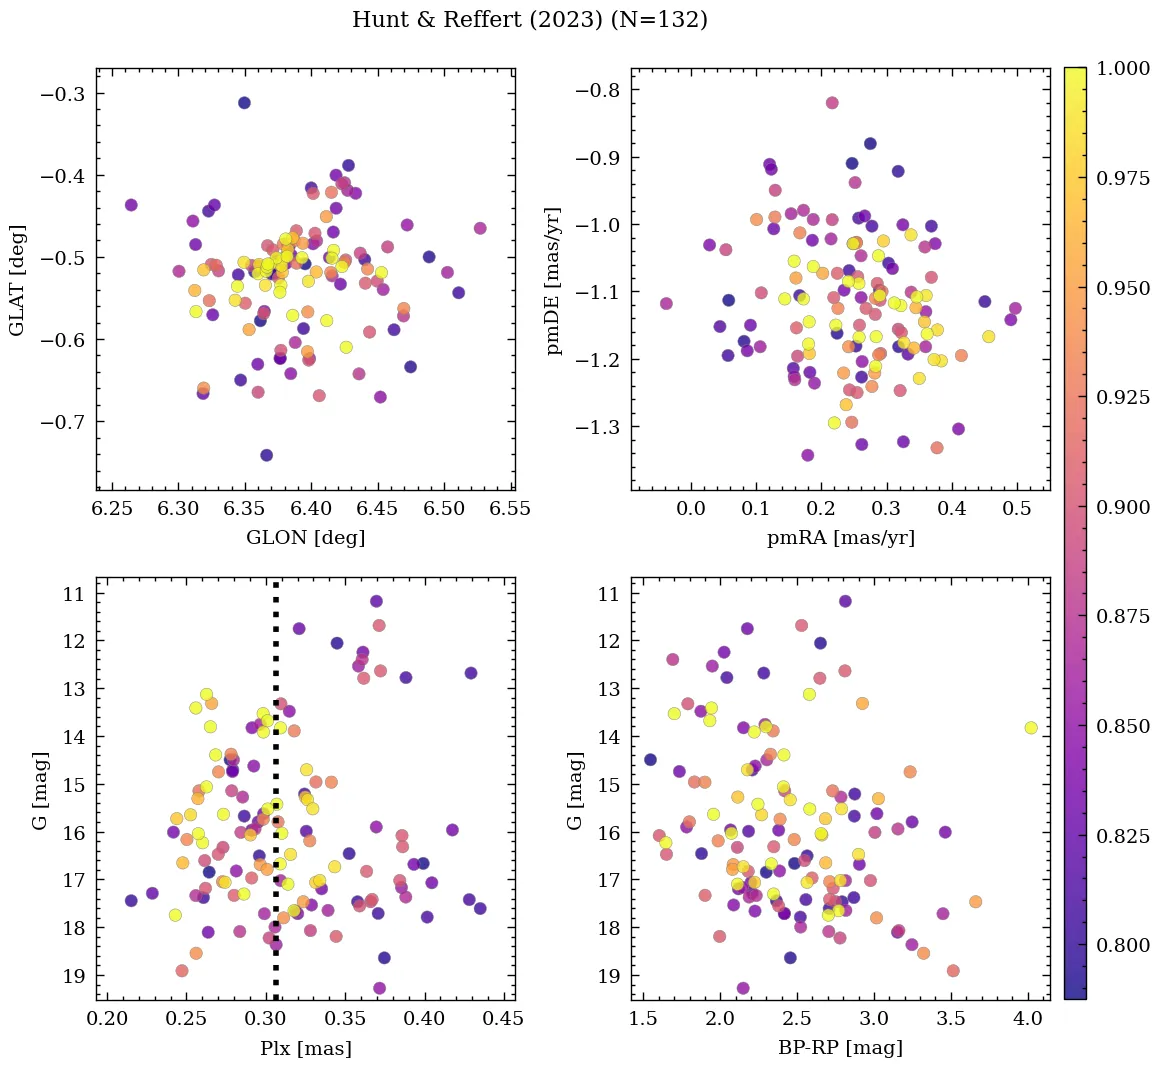 Hunt & Reffert (2023) (N=132)
−0.3
−0.4
−0.5
−0.6
−0.7
GLAT [deg]
6.25 6.30 6.35 6.40 6.45 6.50 6.55
GLON [deg]
−0.8
−0.9
−1.0
−1.1
−1.2
−1.3
pmDE [mas/yr]
0.0 0.1 0.2 0.3 0.4 0.5
pmRA [mas/yr]
11
12
13
14
15
16
17
18
19
G [mag]
0.20 0.25 0.30 0.35 0.40 0.45
Plx [mas]
11
12
13
14
15
16
17
18
19
G [mag]
1.5 2.0 2.5 3.0 3.5 4.0
BP-RP [mag]
1.000
0.975
0.950
0.925
0.900
0.875
0.850
0.825
0.800